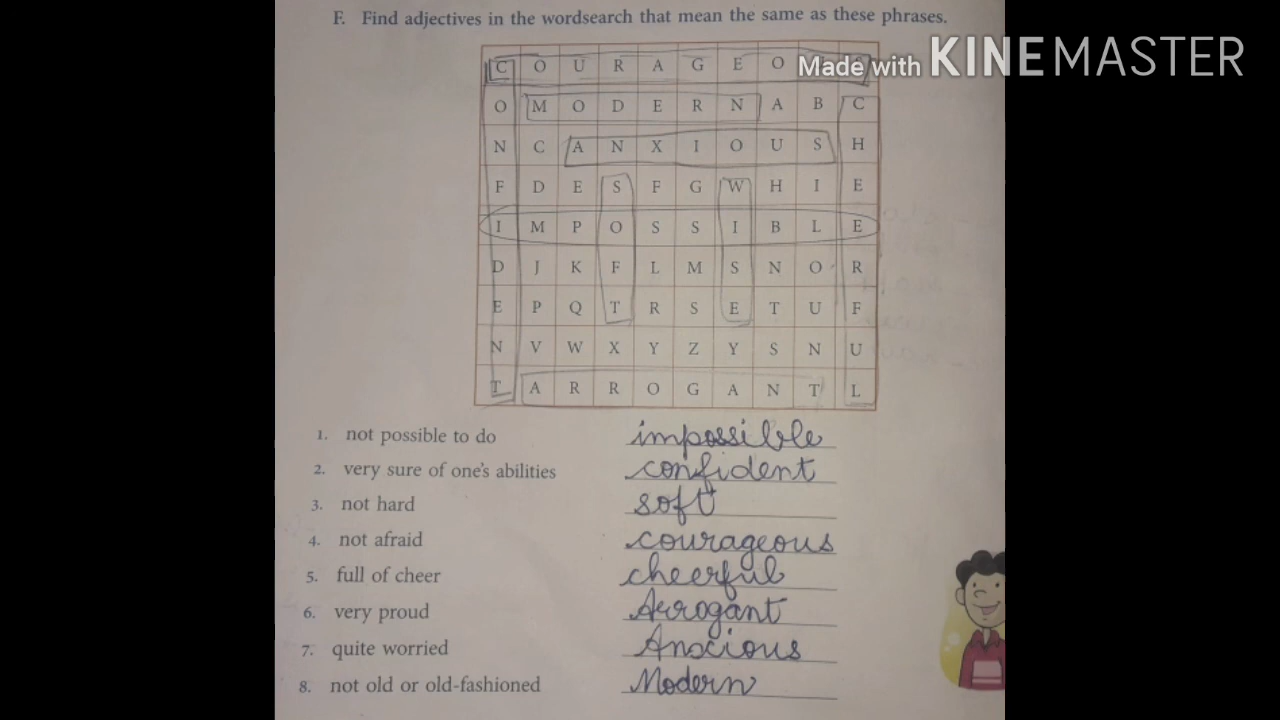 F. Find adjectives in the wordsearch that mean the same as these phrases.
Made with KINEMASTER
C O U R A G E O
O M O D E R N A B C
N C A N X I O U S H
F D E S F G W H I E
I M P O S S I B L E
D J K F L M S N O R
E P Q T R S E T U F
N V W X Y Z Y S N U
T A R R O G A N T L
1. not possible to do impossible
2. very sure of one's abilities confident
3. not hard soft
4. not afraid courageous
5. full of cheer cheerful
6. very proud Arrogant
7. quite worried Anxious
8. not old or old-fashioned Modern